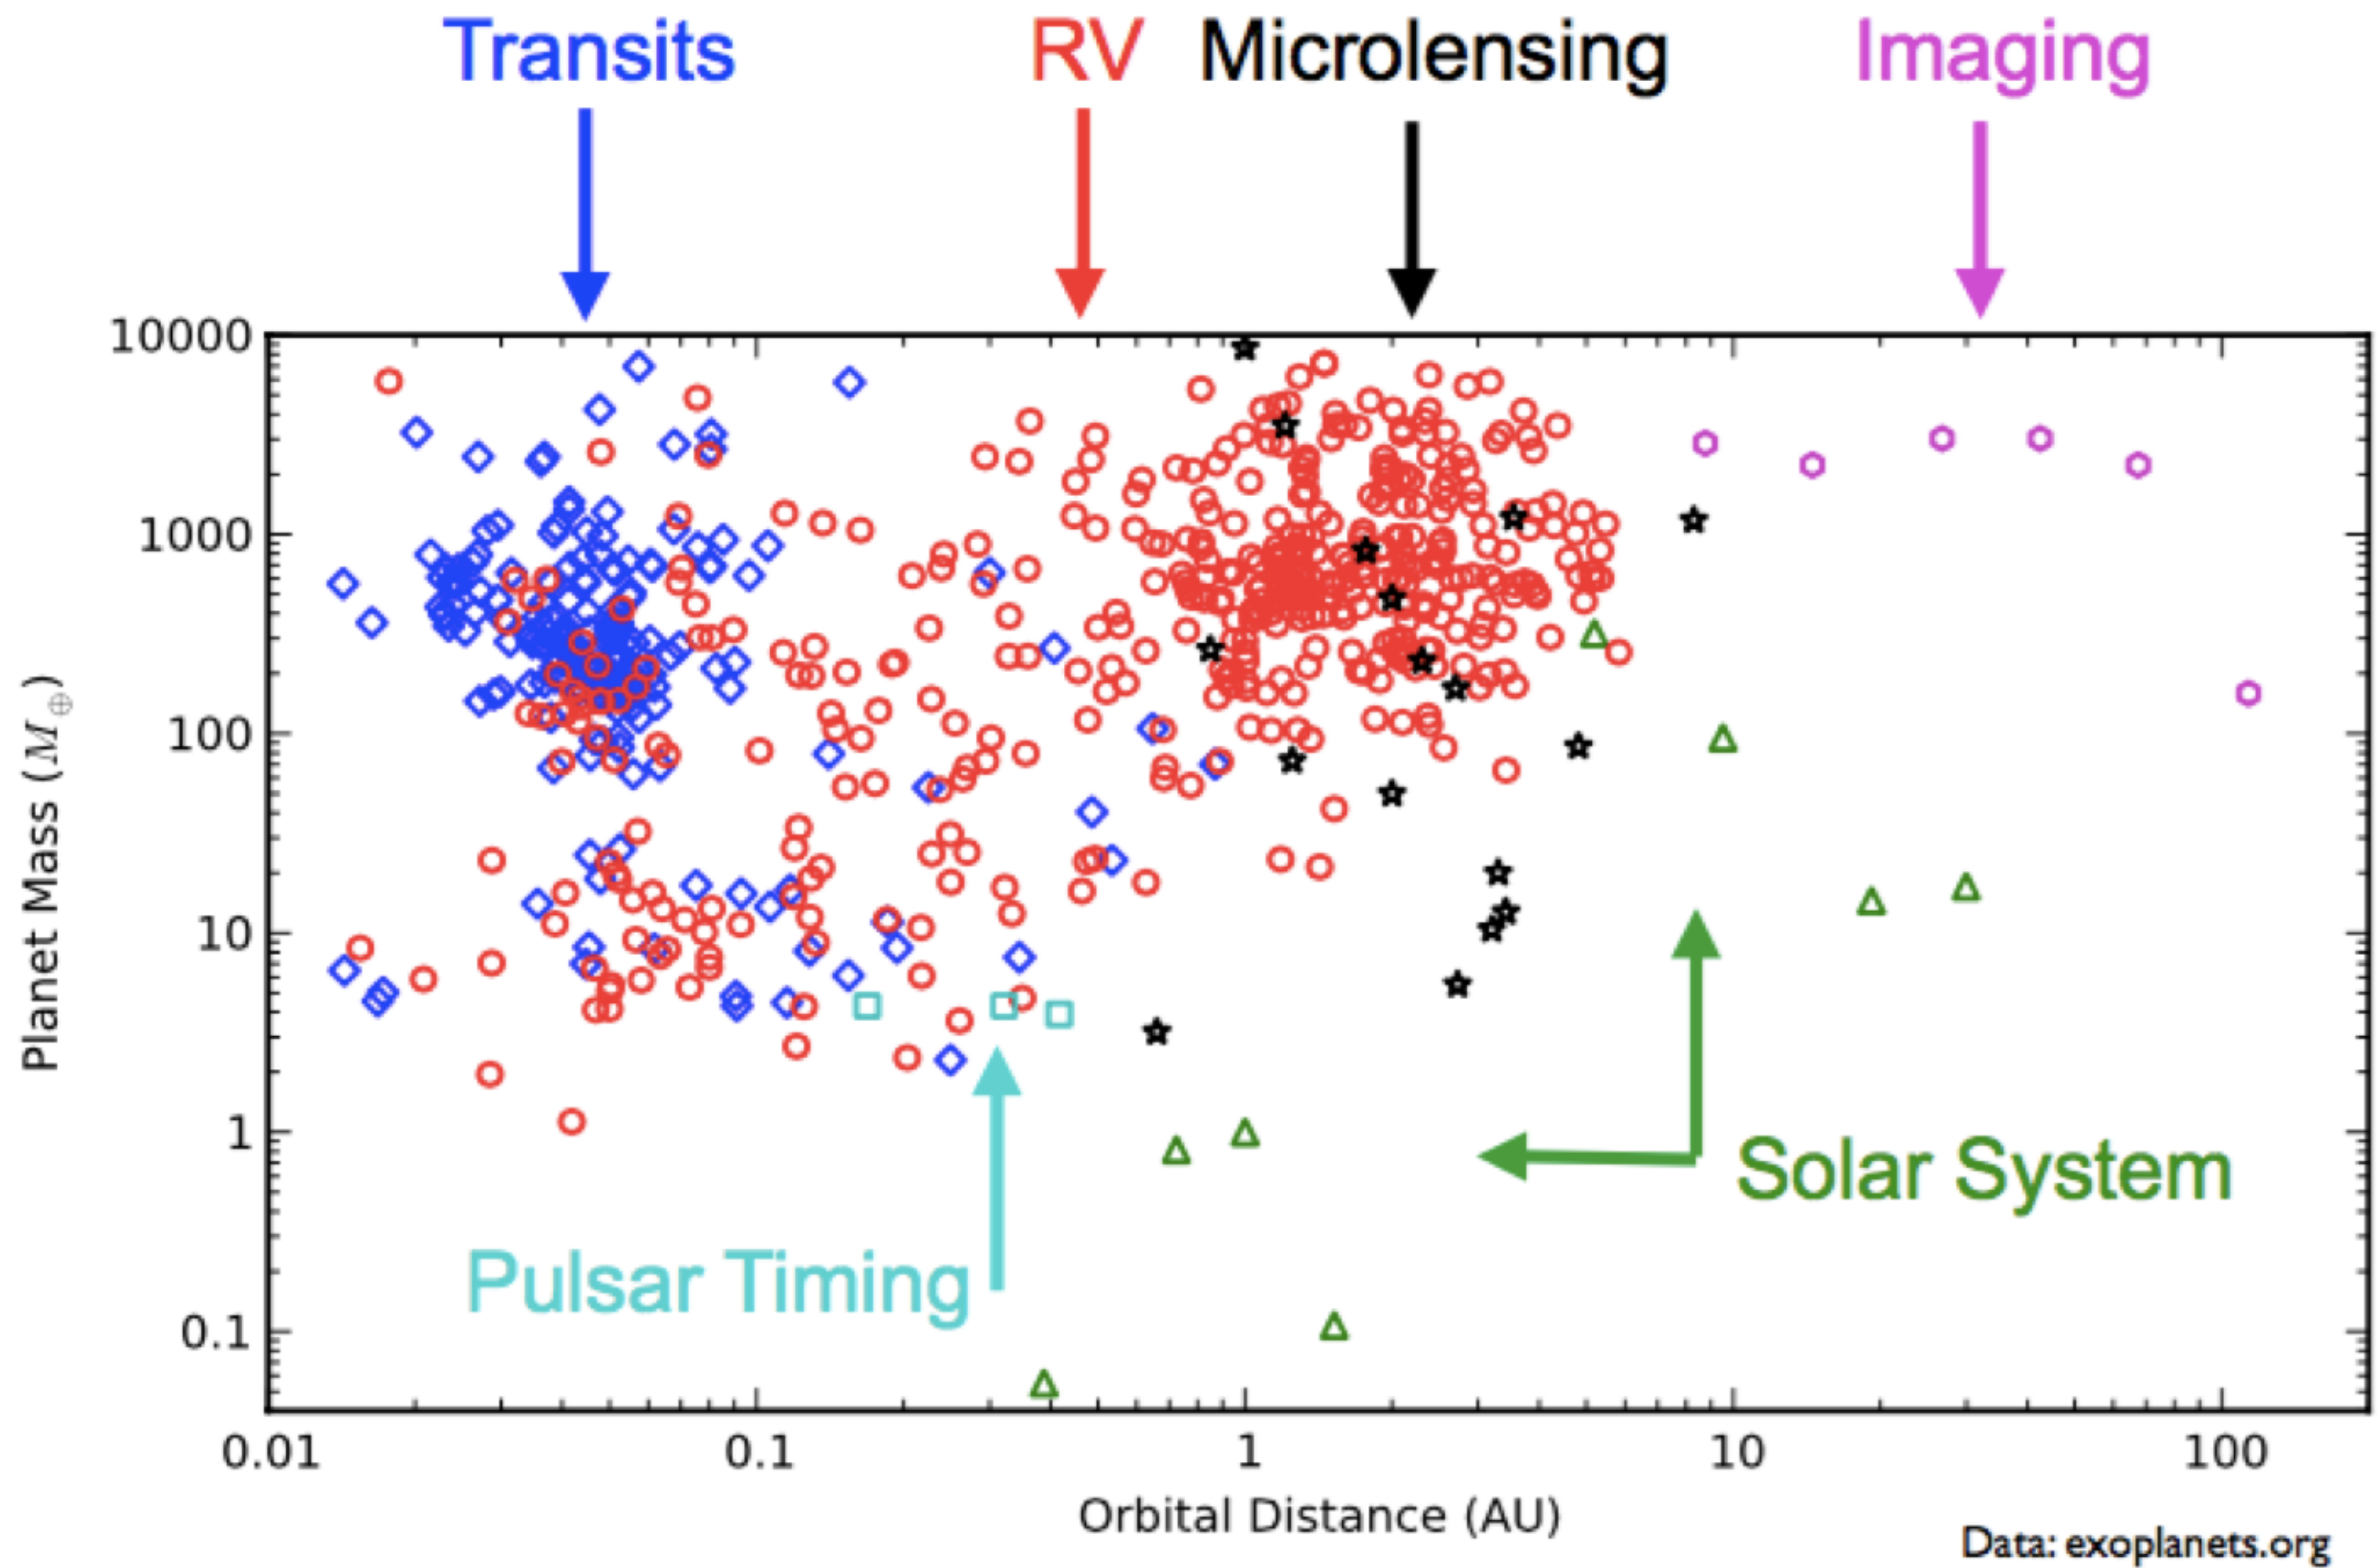 Transits RV Microlensing Imaging
10000
1000
100
10
1
0.1
Planet Mass (M⊕)
Pulsar Timing
Solar System
0.01 0.1 1 10 100
Orbital Distance (AU)
Data: exoplanets.org